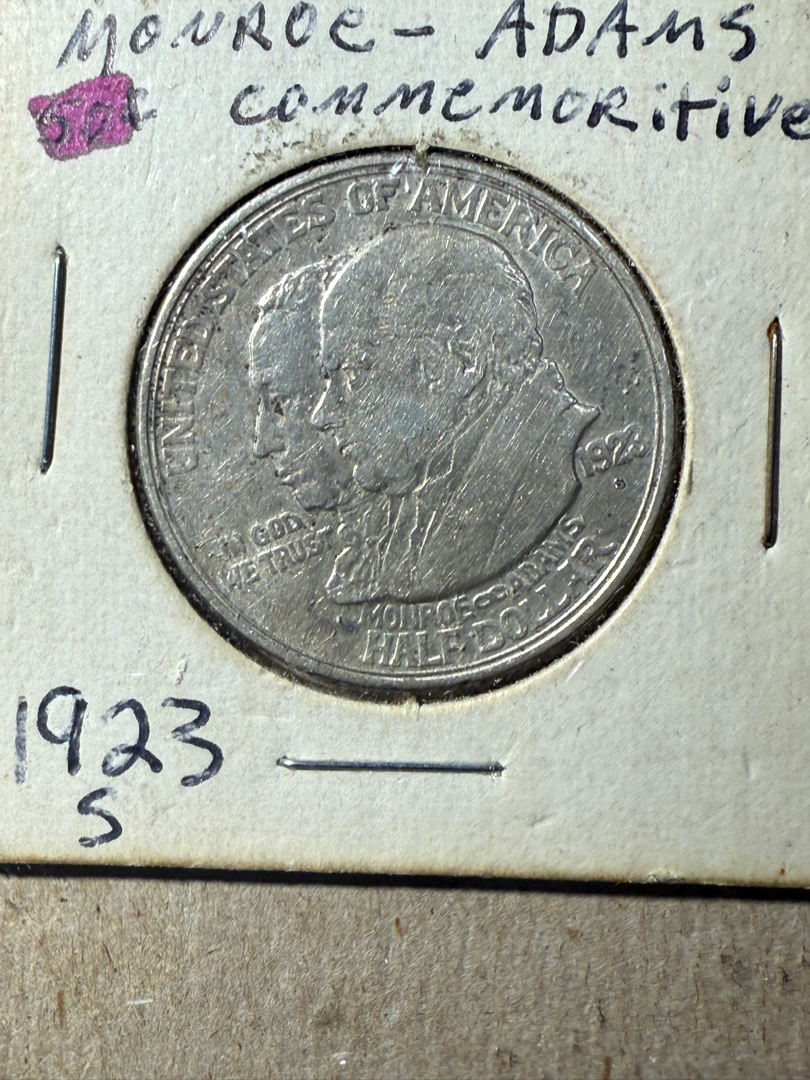 MONROE - ADAMS
50¢ COMMEMORITIVE
UNITED STATES OF AMERICA
1923
S
IN GOD
WE TRUST
MONROE ADAMS
HALF DOLLAR
1923
S